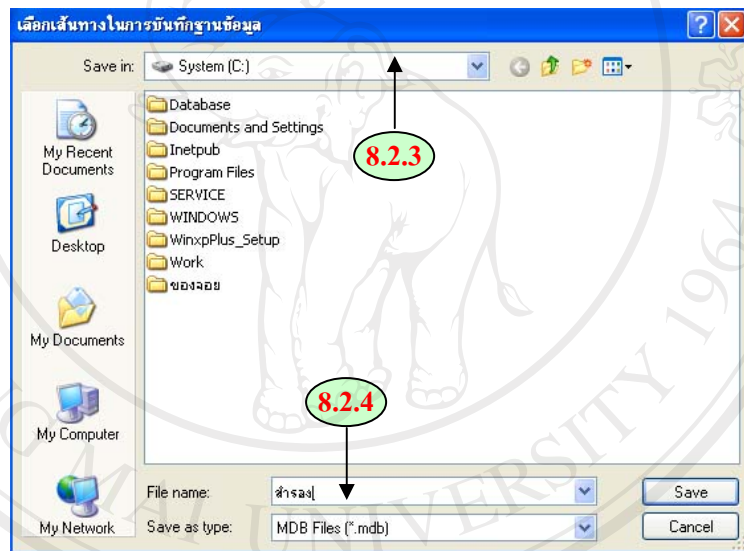 เลือกเส้นทางในการบันทึกฐานข้อมูล
Save in: System (C:)
My Recent Documents
Desktop
My Documents
My Computer
My Network
Database
Documents and Settings
Inetpub
Program Files
SERVICE
WINDOWS
WinxpPlus_Setup
Work
ของจอย
8.2.3
8.2.4
File name: สำรอง Save
Save as type: MDB Files (*.mdb) Cancel
MAI UNIVERSITY 1964